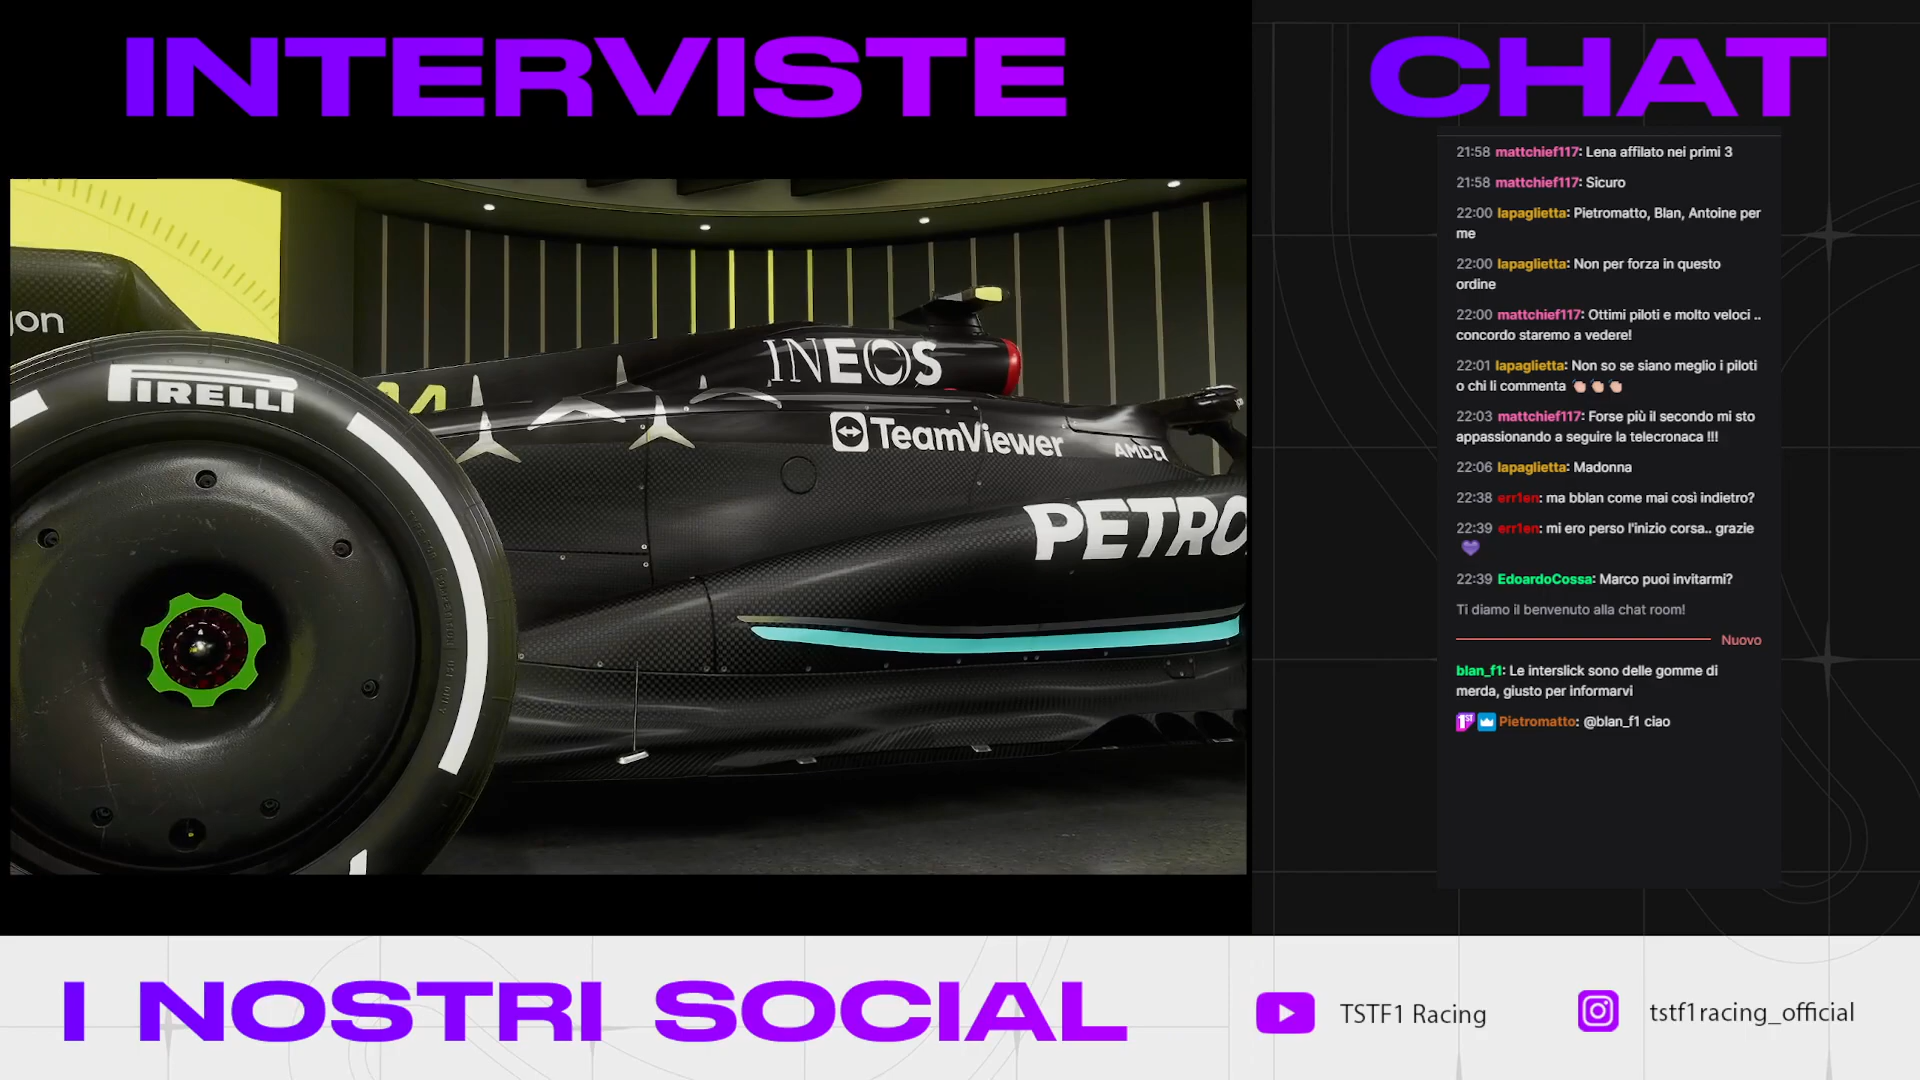 INTERVISTE
CHAT
21:58 mattchief117: Lena affilato nei primi 3
21:58 mattchief117: Sicuro
22:00 lapaglietta: Pietromatto, Blan, Antoine per
me
22:00 lapaglietta: Non per forza in questo
ordine
22:00 mattchief117: Ottimi piloti e molto veloci ..
concordo staremo a vedere!
22:01 lapaglietta: Non so se siano meglio i piloti
o chi li commenta 👏🏻👏🏻👏🏻
22:03 mattchief117: Forse più il secondo mi sto
appassionando a seguire la telecronaca !!!
22:06 lapaglietta: Madonna
22:38 err1en: ma bblan come mai così indietro?
22:39 err1en: mi ero perso l'inizio corsa.. grazie
💜
22:39 EdoardoCossa: Marco puoi invitarmi?
Ti diamo il benvenuto alla chat room!
Nuovo
blan_f1: Le interslick sono delle gomme di
merda, giusto per informarvi
1ST Pietromatto: @blan_f1 ciao
on
PIRELLI
44
INEOS
TeamViewer
AMD
PETRO
I NOSTRI SOCIAL
TSTF1 Racing
tstf1racing_official